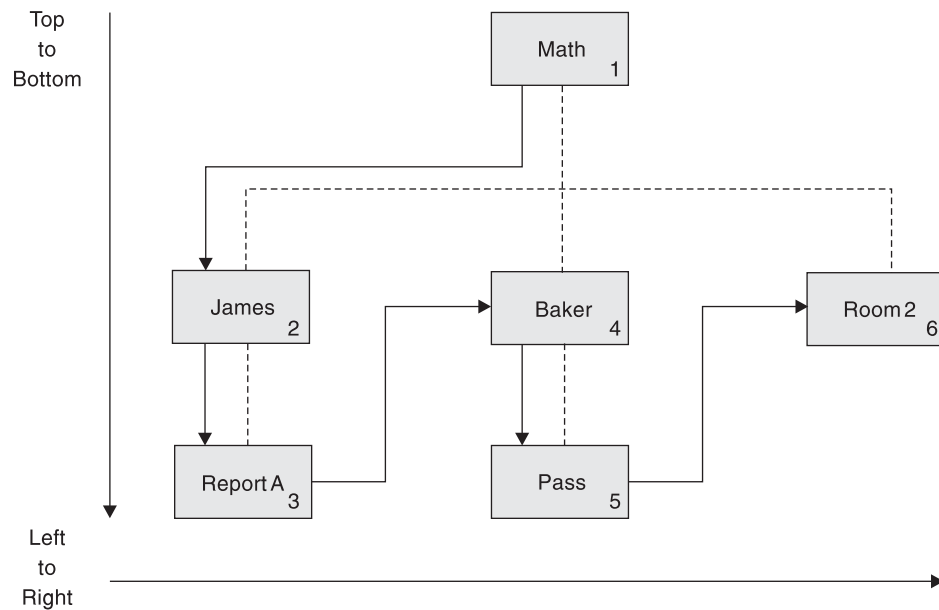 Top
to
Bottom
Math
1
James
2
Baker
4
Room 2
6
Report A
3
Pass
5
Left
to
Right